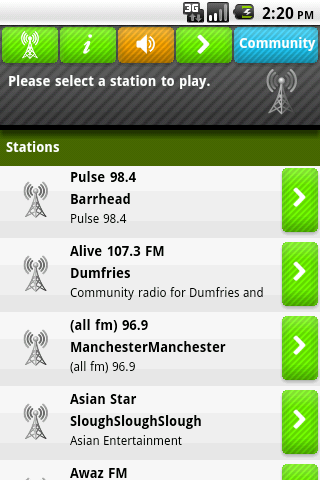 3G
2:20 PM
i
Community
Please select a station to play.
Stations
Pulse 98.4
Barrhead
Pulse 98.4
Alive 107.3 FM
Dumfries
Community radio for Dumfries and
(all fm) 96.9
ManchesterManchester
(all fm) 96.9
Asian Star
SloughSloughSlough
Asian Entertainment
Awaz FM